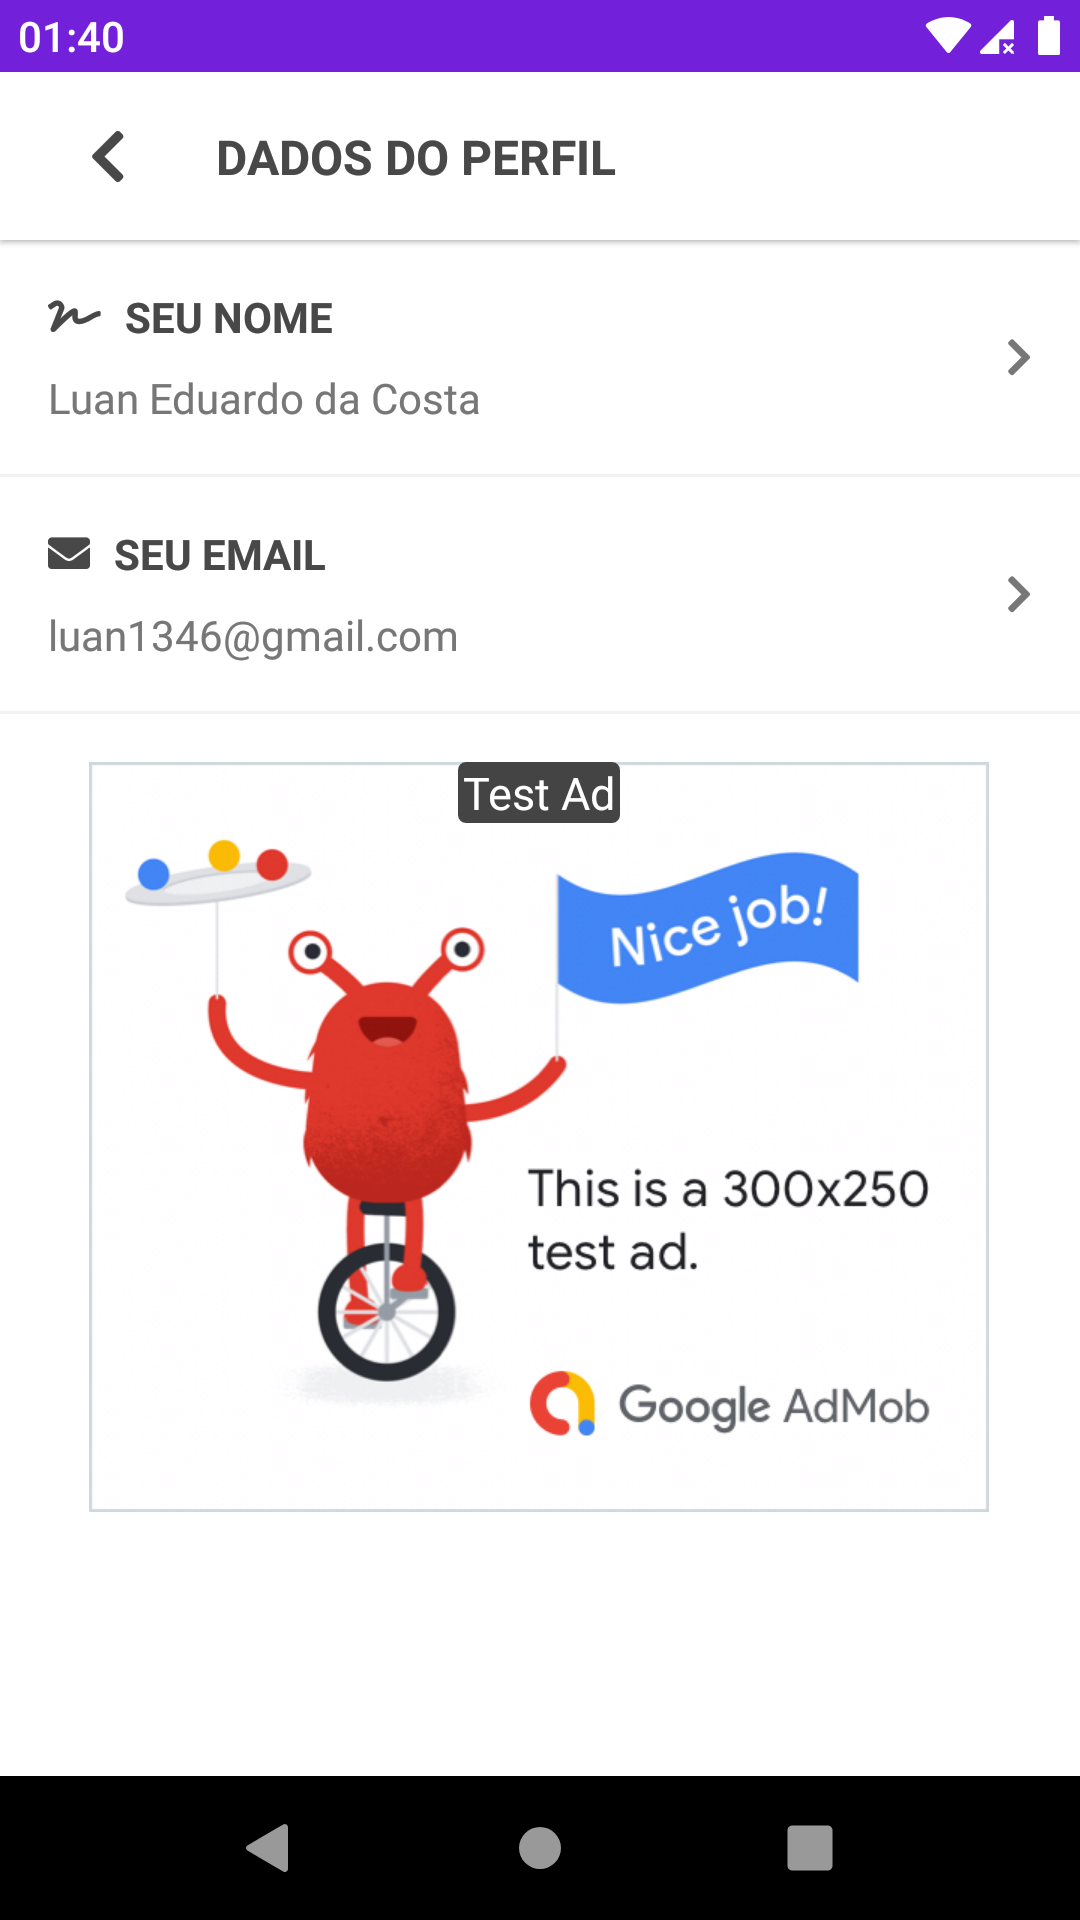 01:40
DADOS DO PERFIL
SEU NOME
Luan Eduardo da Costa
SEU EMAIL
luan1346@gmail.com
Test Ad
Nice job!
This is a 300x250
test ad.
Google AdMob